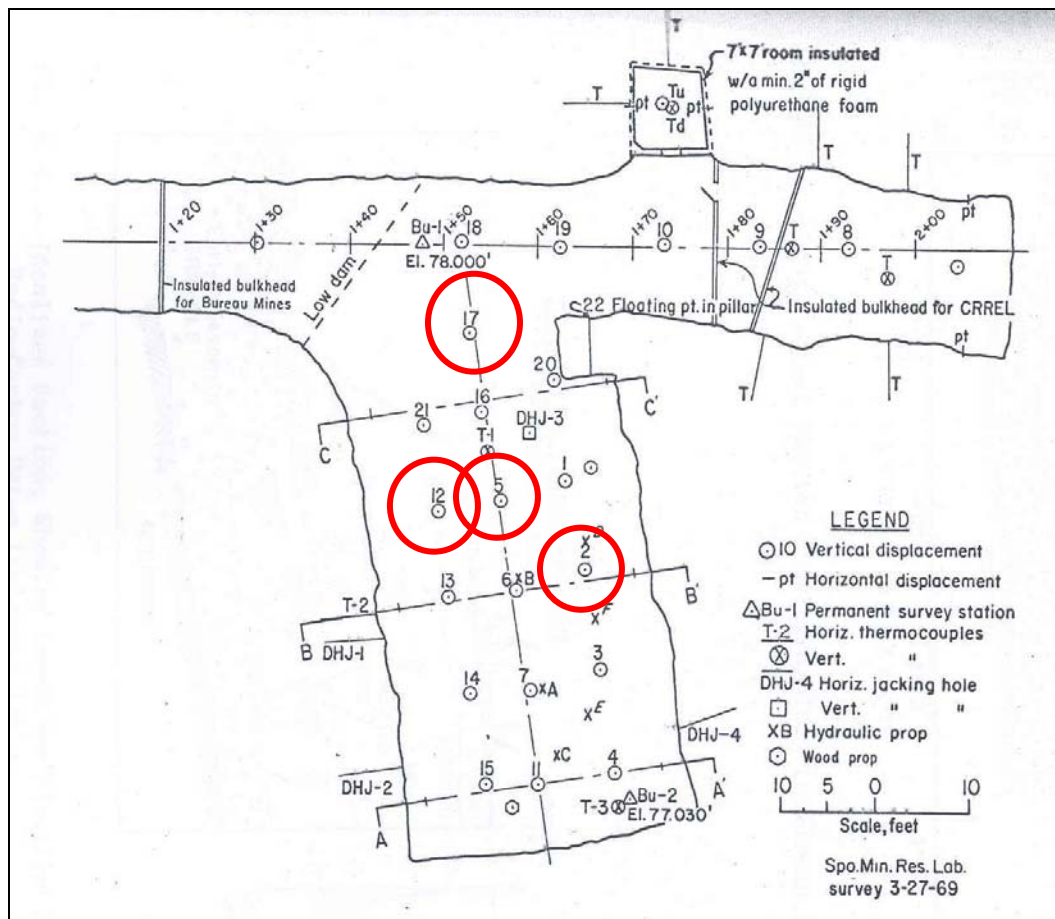 T
7'x7' room insulated
w/a min. 2" of rigid
polyurethane foam
T
pt
Tu
pt
Td
T
T
1+20
1+30
1+40
1+50
1+60
1+70
1+80
1+90
2+00
pt
Bu-1
18
19
10
9
T
8
T
El. 78.000'
Insulated bulkhead
for Bureau Mines
Low dam
17
22 Floating pt. in pillar
Insulated bulkhead for CRREL
pt
20
T
T
C'
16
21
DHJ-3
C
T-1
1
12
5
2
6
XB
13
T-2
B'
B
DHJ-1
XF
3
7
XA
14
XE
XC
DHJ-4
4
DHJ-2
15
11
A'
T-3
Bu-2
El. 77.030'
A
LEGEND
10 Vertical displacement
-pt Horizontal displacement
Bu-1 Permanent survey station
T-2 Horiz. thermocouples
Vert. "
DHJ-4 Horiz. jacking hole
Vert. " "
XB Hydraulic prop
Wood prop
10 0 10
Scale, feet
Spo. Min. Res. Lab.
survey 3-27-69